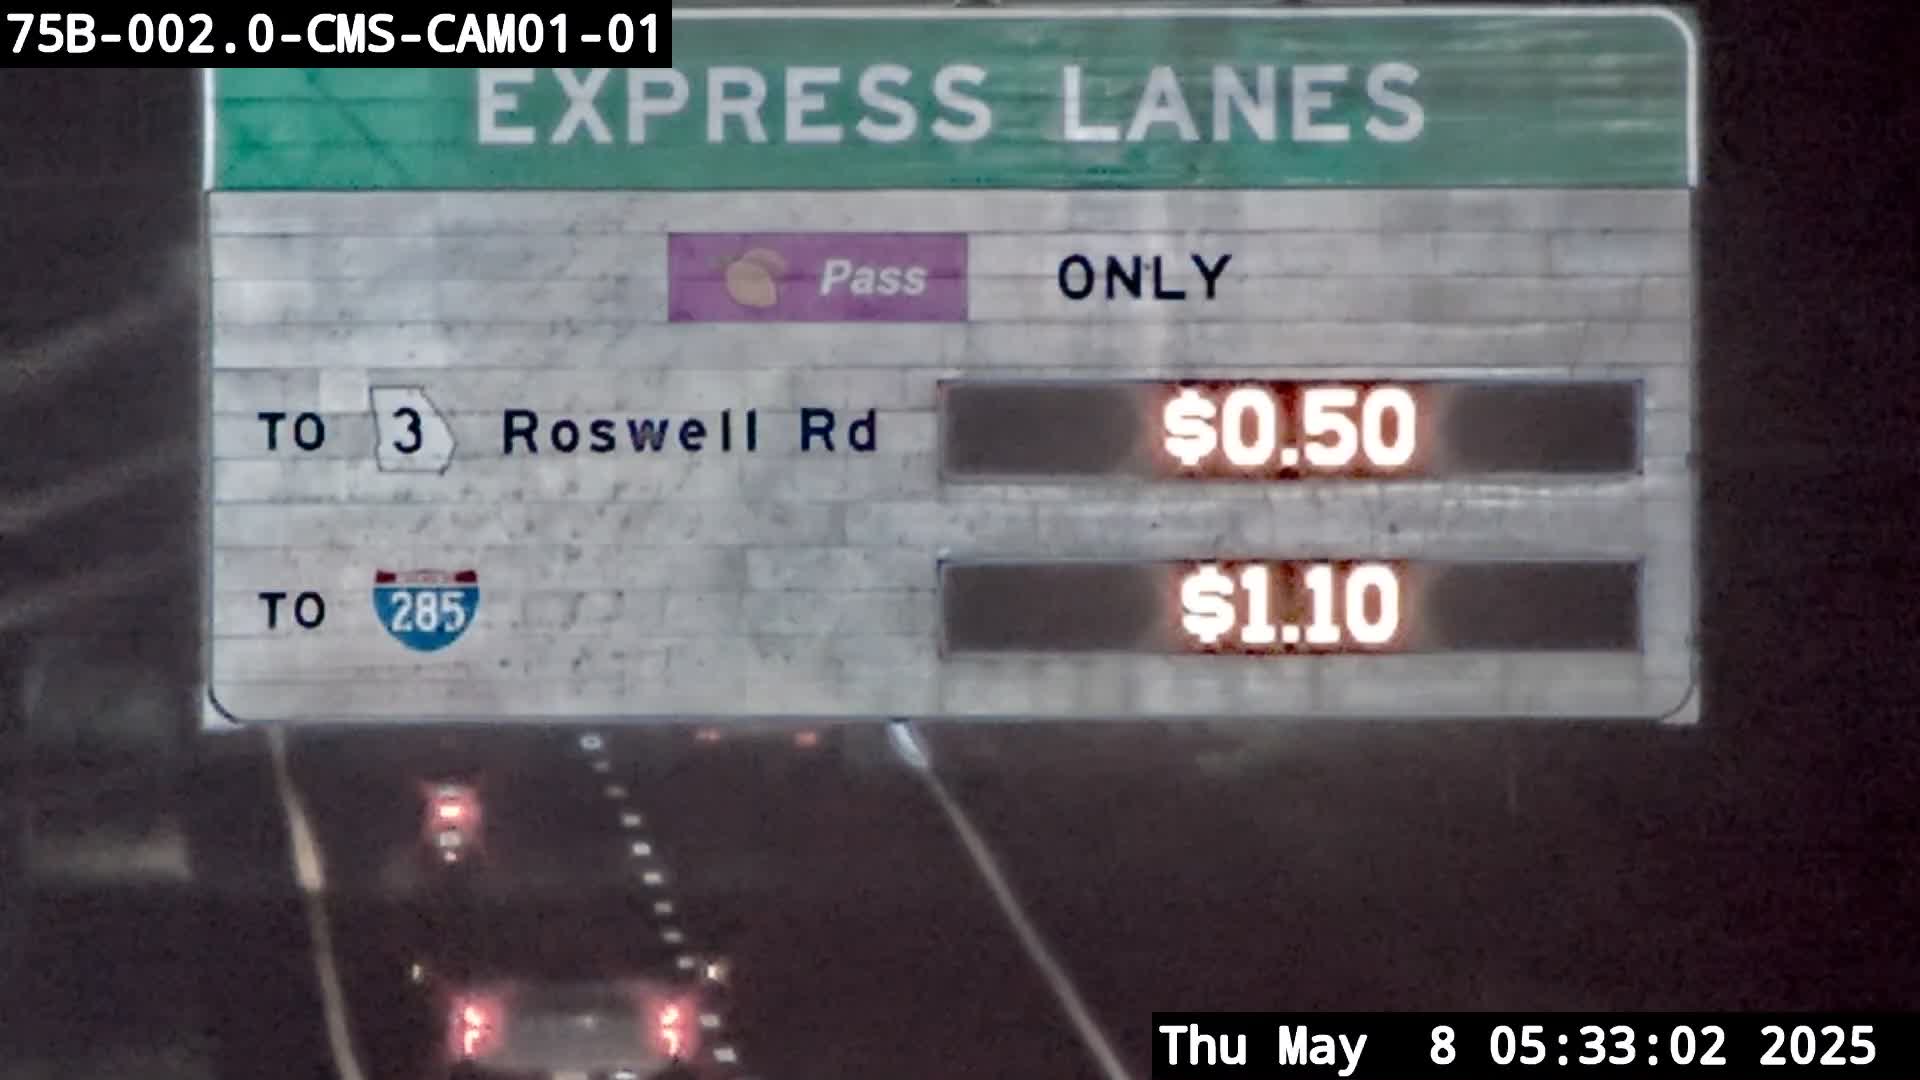 75B-002.0-CMS-CAM01-01
EXPRESS LANES
Pass ONLY
TO 3 Roswell Rd $0.50
TO 285 $1.10
Thu May 8 05:33:02 2025